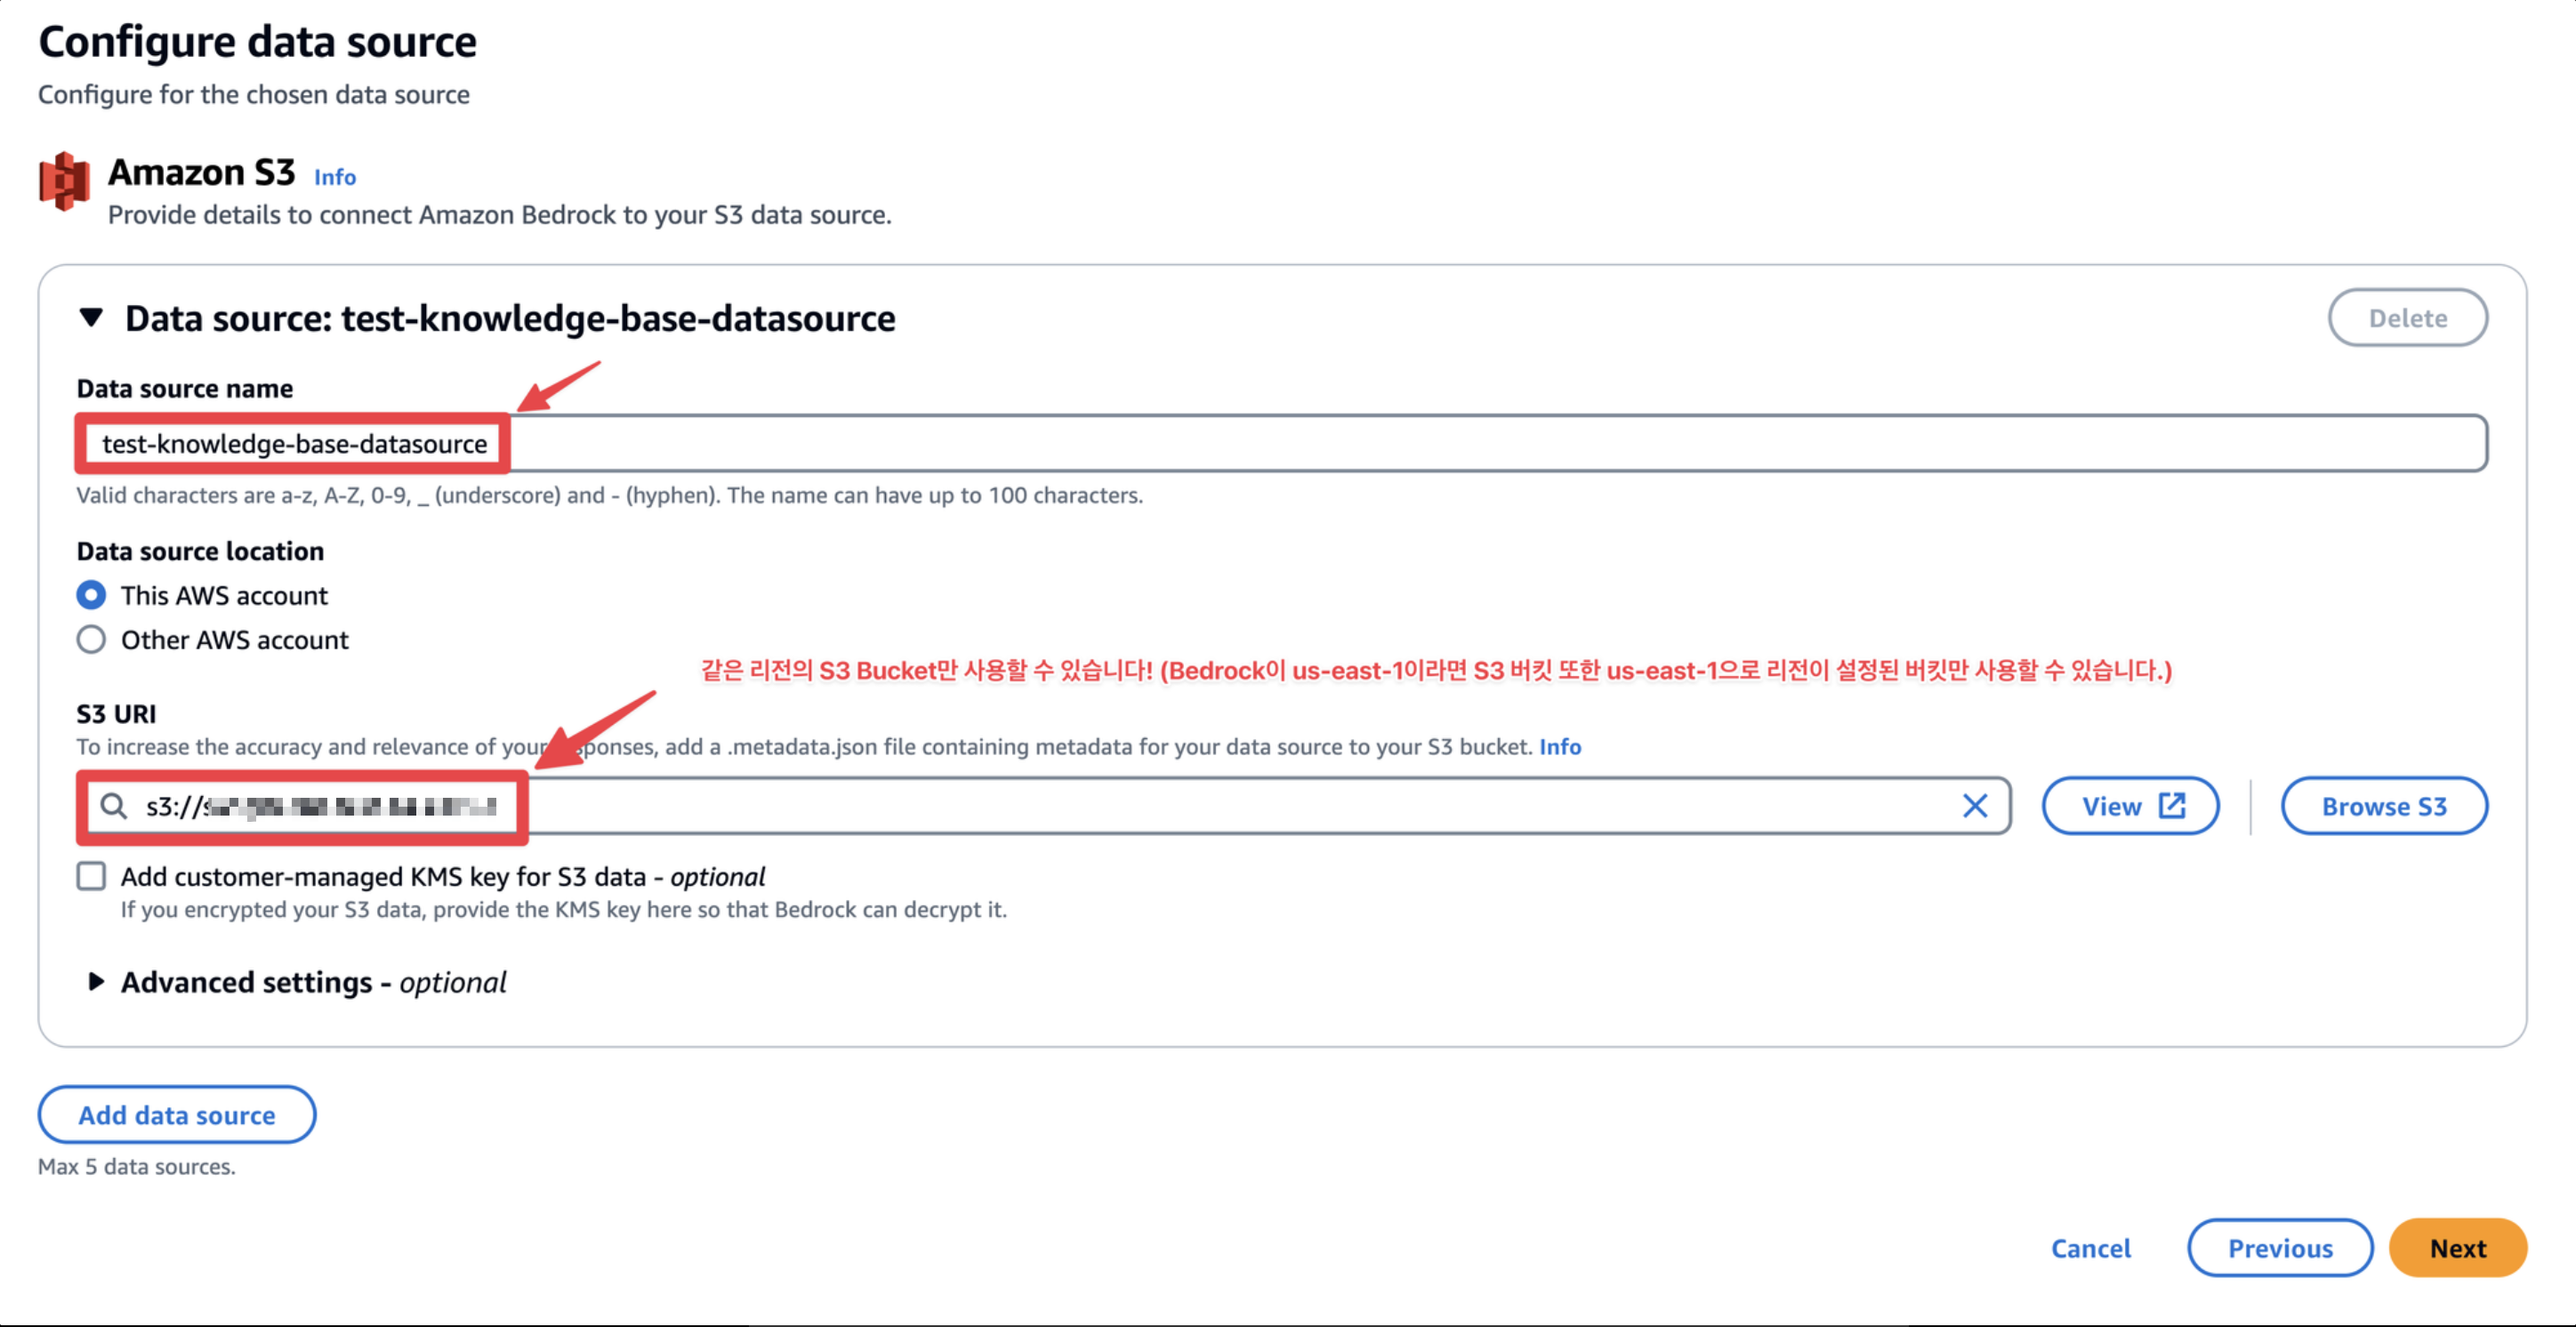 Configure data source
Configure for the chosen data source
Amazon S3 Info
Provide details to connect Amazon Bedrock to your S3 data source.
Data source: test-knowledge-base-datasource
Delete
Data source name
test-knowledge-base-datasource
Valid characters are a-z, A-Z, 0-9, _ (underscore) and - (hyphen). The name can have up to 100 characters.
Data source location
This AWS account
Other AWS account
같은 리전의 S3 Bucket만 사용할 수 있습니다! (Bedrock이 us-east-1이라면 S3 버킷 또한 us-east-1으로 리전이 설정된 버킷만 사용할 수 있습니다.)
S3 URI
To increase the accuracy and relevance of your responses, add a .metadata.json file containing metadata for your data source to your S3 bucket. Info
s3://
View
Browse S3
Add customer-managed KMS key for S3 data - optional
If you encrypted your S3 data, provide the KMS key here so that Bedrock can decrypt it.
Advanced settings - optional
Add data source
Max 5 data sources.
Cancel
Previous
Next